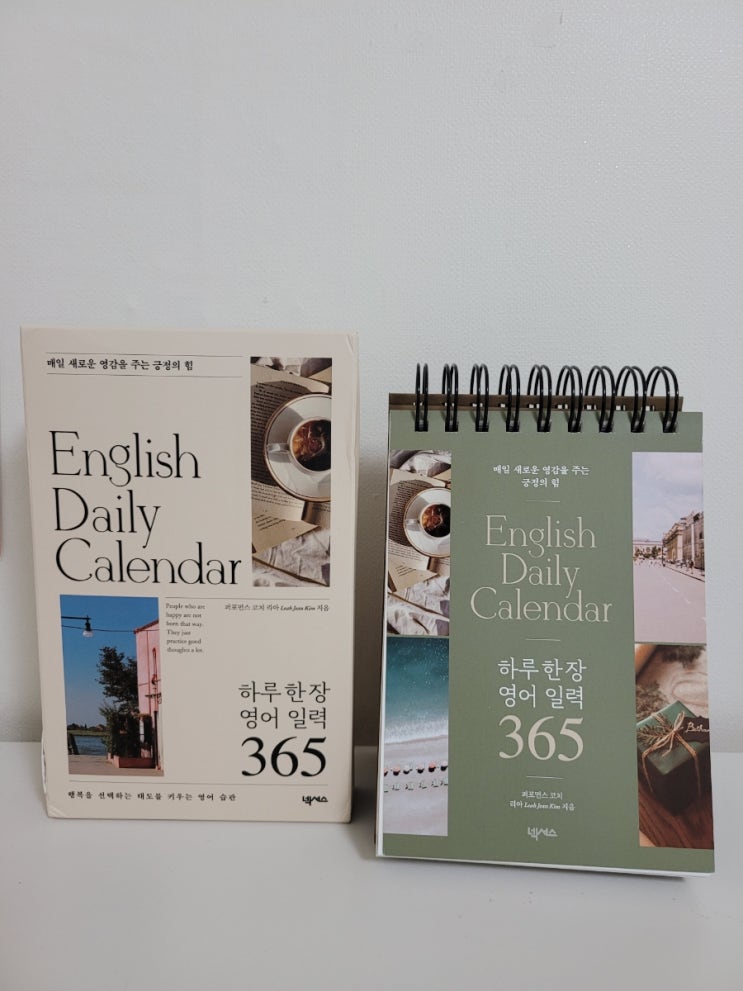 매일 새로운 영감을 주는 긍정의 힘
English
Daily
Calendar
People who are
happy are not
born that way.
They just
practice good
thoughts a lot.
퍼포먼스 코치 리아 Leah Jean Kim 지음
하루 한 장
영어 일력
365
행복을 선택하는 태도를 키우는 영어 습관
넥서스
매일 새로운 영감을 주는
긍정의 힘
English
Daily
Calendar
하루 한 장
영어 일력
365
퍼포먼스 코치
리아 Leah Jean Kim 지음
넥서스